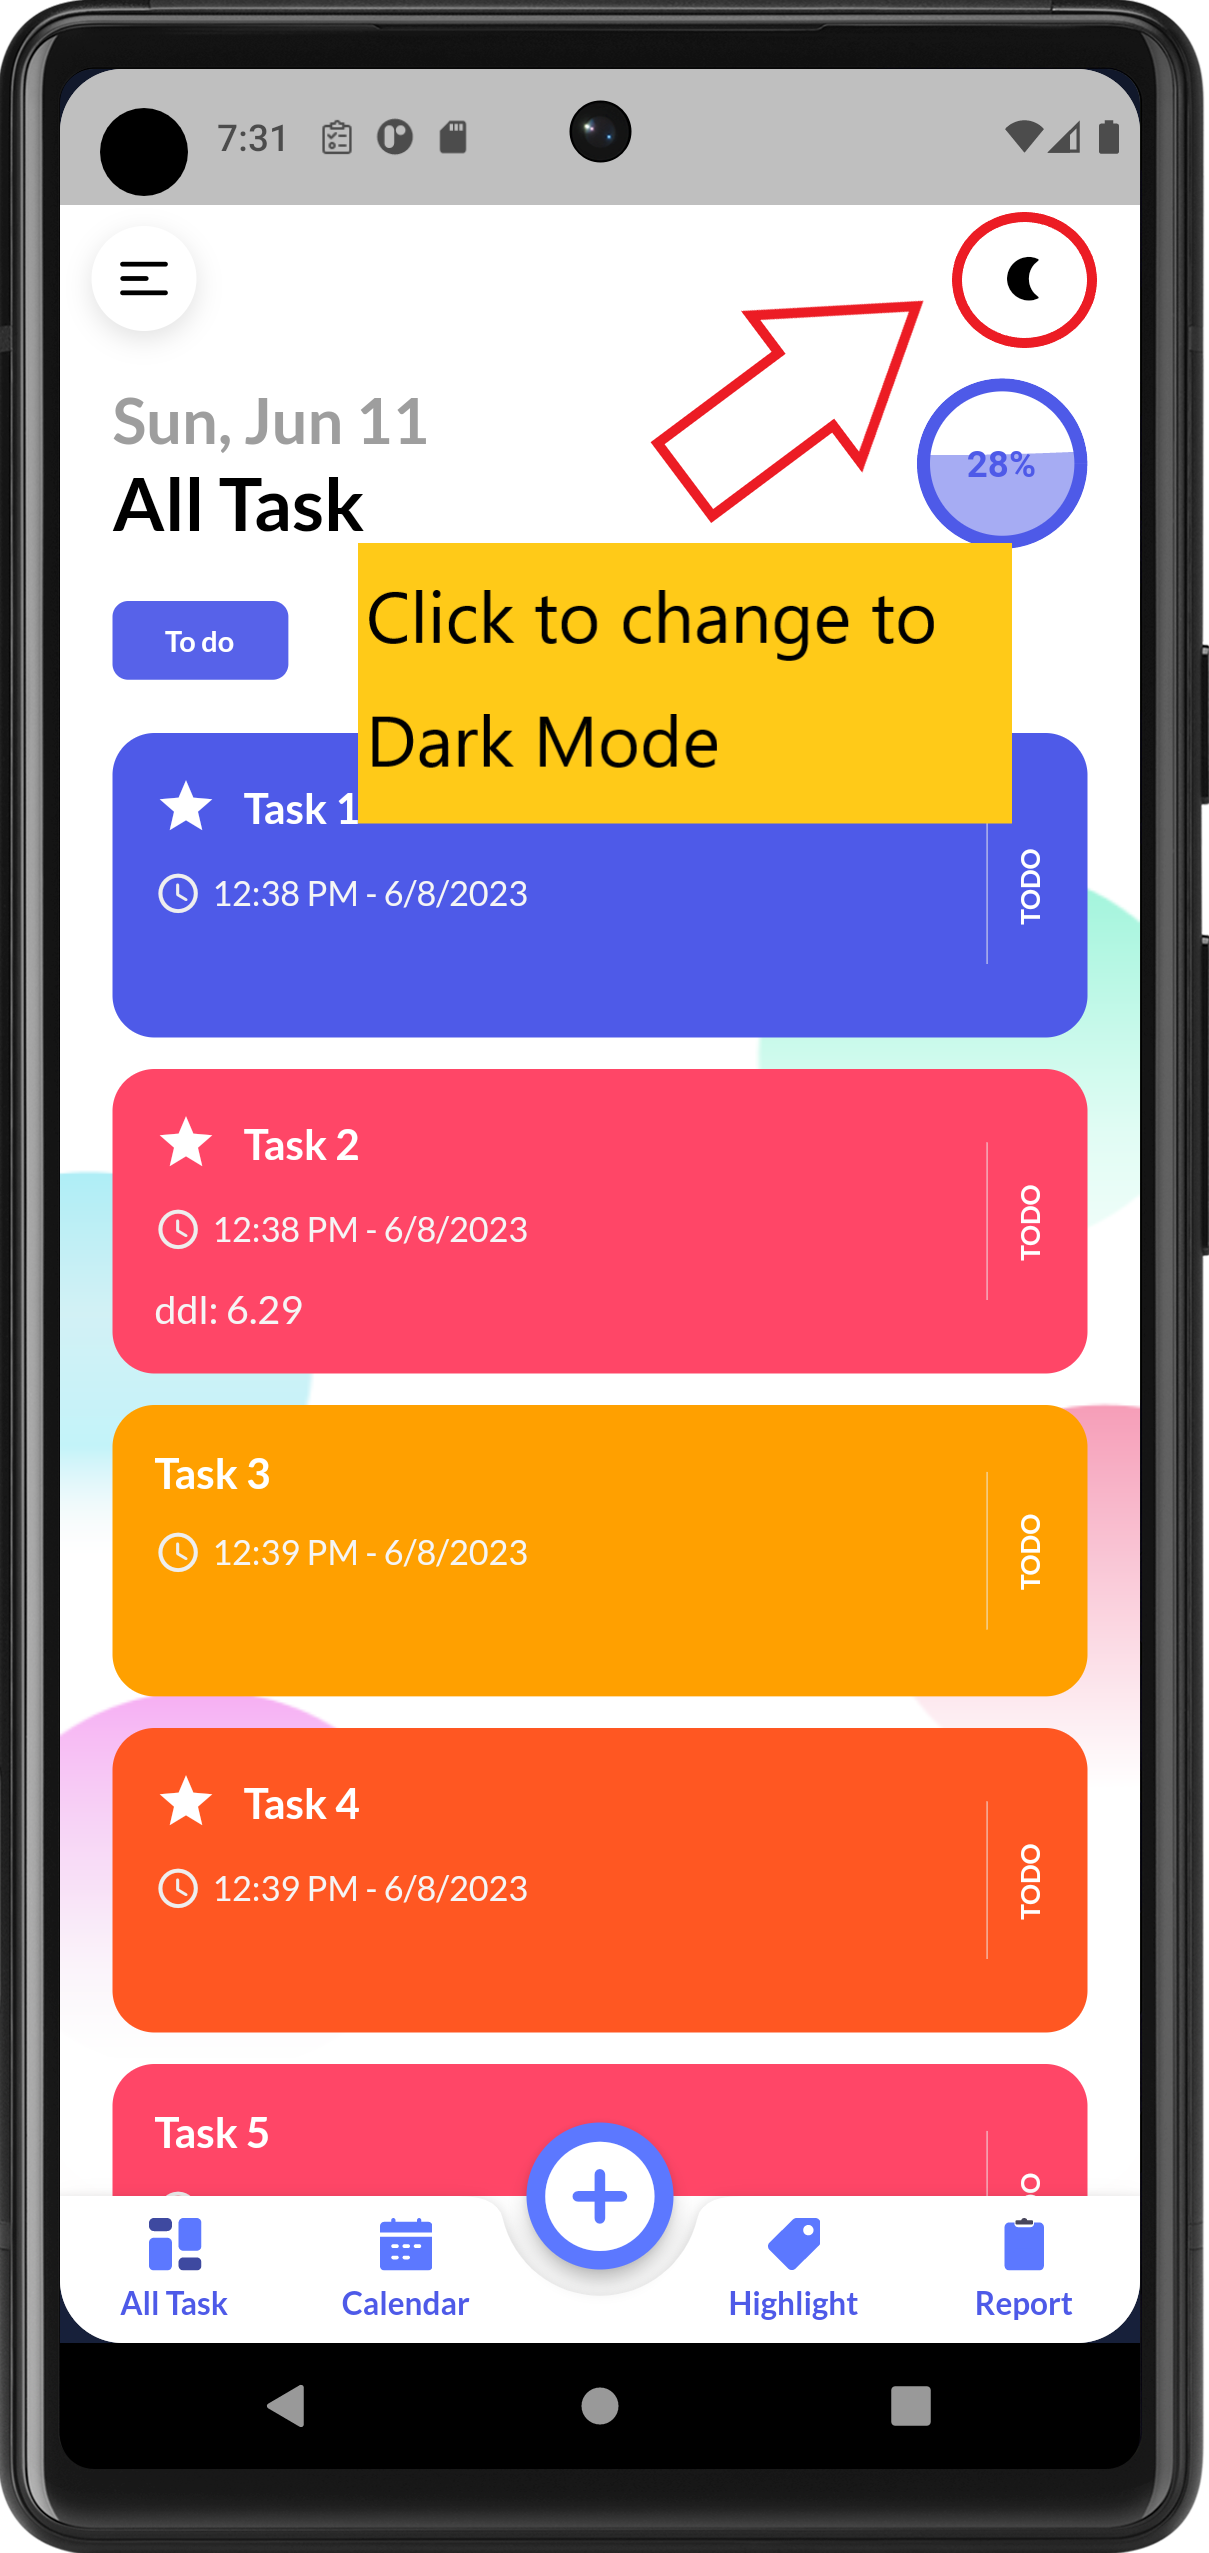 7:31
Sun, Jun 11
All Task
28%
Click to change to
Dark Mode
To do
Task 1
12:38 PM - 6/8/2023
TODO
Task 2
12:38 PM - 6/8/2023
ddl: 6.29
TODO
Task 3
12:39 PM - 6/8/2023
TODO
Task 4
12:39 PM - 6/8/2023
TODO
Task 5
All Task
Calendar
Highlight
Report